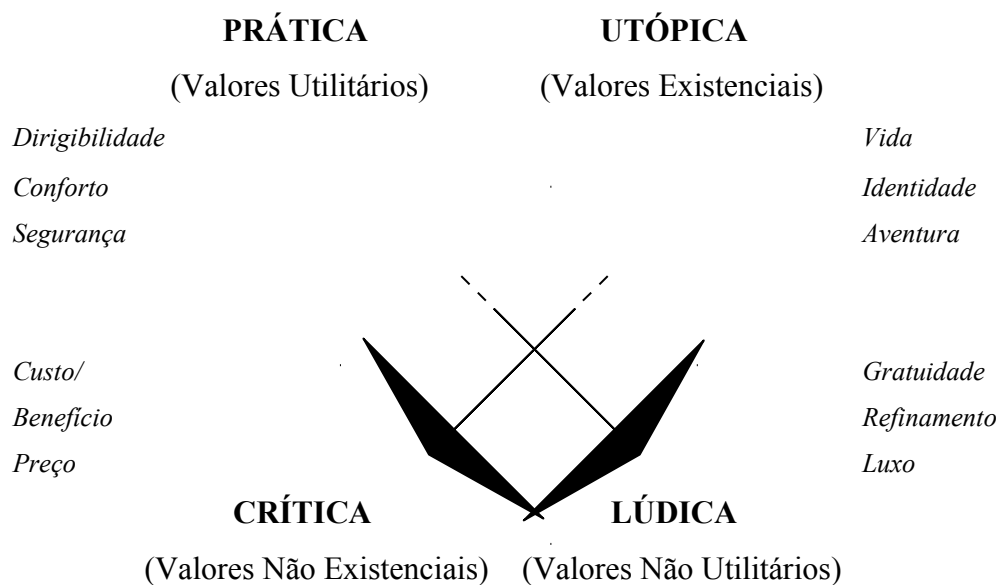 PRÁTICA UTÓPICA
(Valores Utilitários) (Valores Existenciais)
Dirigibilidade Vida
Conforto Identidade
Segurança Aventura
Custo/ Gratuidade
Benefício Refinamento
Preço Luxo
CRÍTICA LÚDICA
(Valores Não Existenciais) (Valores Não Utilitários)